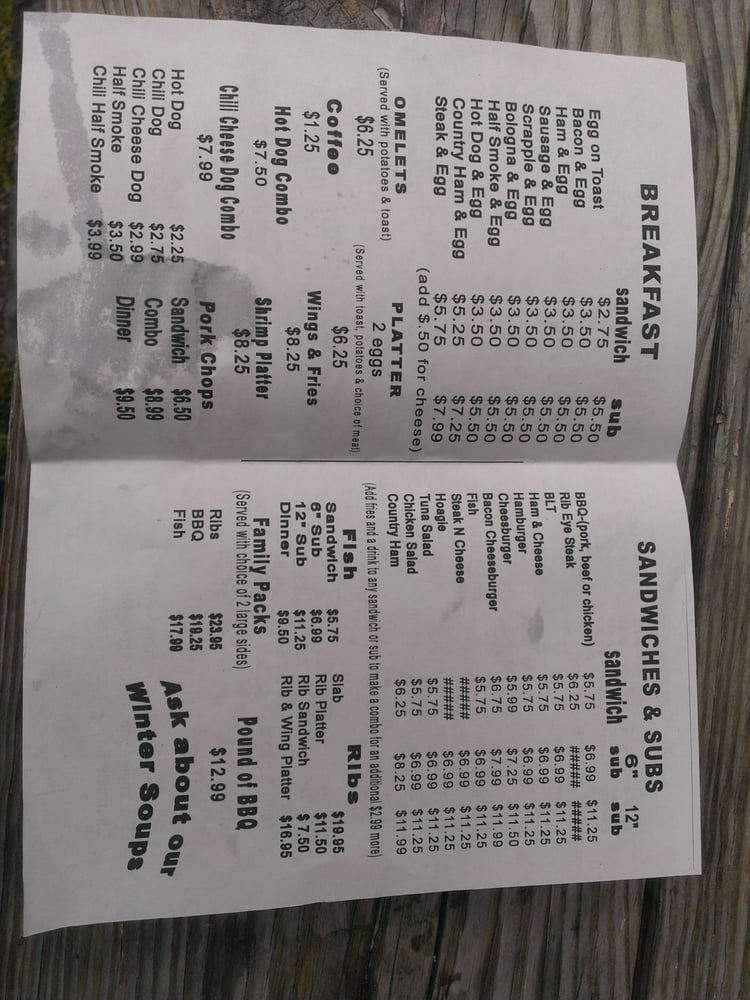 BREAKFAST
sandwich sub
Egg on Toast $2.75 $5.50
Bacon & Egg $3.50 $5.50
Ham & Egg $3.50 $5.50
Sausage & Egg $3.50 $5.50
Scrapple & Egg $3.50 $5.50
Bologna & Egg $3.50 $5.50
Half Smoke & Egg $3.50 $5.50
Hot Dog & Egg $3.50 $5.50
Country Ham & Egg $5.25 $7.25
Steak & Egg $5.75 $7.99
(add $.50 for cheese)
OMELETS
$6.25
(Served with potatoes & toast)
PLATTER
2 eggs
(Served with toast, potatoes & choice of meat)
$6.25
Coffee
$1.25
Wings & Fries
$8.25
Hot Dog Combo
$7.50
Shrimp Platter
$8.25
Chili Cheese Dog Combo
$7.99
Hot Dog $2.25
Chili Dog $2.75
Chili Cheese Dog $2.99
Half Smoke $3.50
Chili Half Smoke $3.99
Pork Chops
Sandwich $6.50
Combo $8.99
Dinner $9.50
SANDWICHES & SUBS
6" 12"
sandwich sub sub
BBQ-(pork, beef or chicken) $5.75 $6.99 $11.25
Rib Eye Steak $6.25 ##### #####
BLT $5.75 $6.99 $11.25
Ham & Cheese $5.75 $6.99 $11.25
Hamburger $5.75 $6.99 $11.25
Cheesburger $5.99 $7.25 $11.50
Bacon Cheeseburger $6.75 $7.99 $11.99
Fish $5.75 $6.99 $11.25
Steak N Cheese ##### $6.99 $11.25
Hoagie ##### $6.99 $11.25
Tuna Salad $5.75 $6.99 $11.25
Chicken Salad $5.75 $6.99 $11.25
Country Ham $6.25 $8.25 $11.99
(Add fries and a drink to any sandwich or sub to make a combo for an additional $2.99 more)
Fish
Sandwich $5.75
6" Sub $6.99
12" Sub $11.25
Dinner $9.50
Ribs
Slab $19.95
Rib Platter $11.50
Rib Sandwich $7.50
Rib & Wing Platter $16.95
Family Packs
(Served with choice of 2 large sides)
Ribs $23.95
BBQ $19.25
Fish $17.99
Pound of BBQ
$12.99
Ask about our
Winter Soups